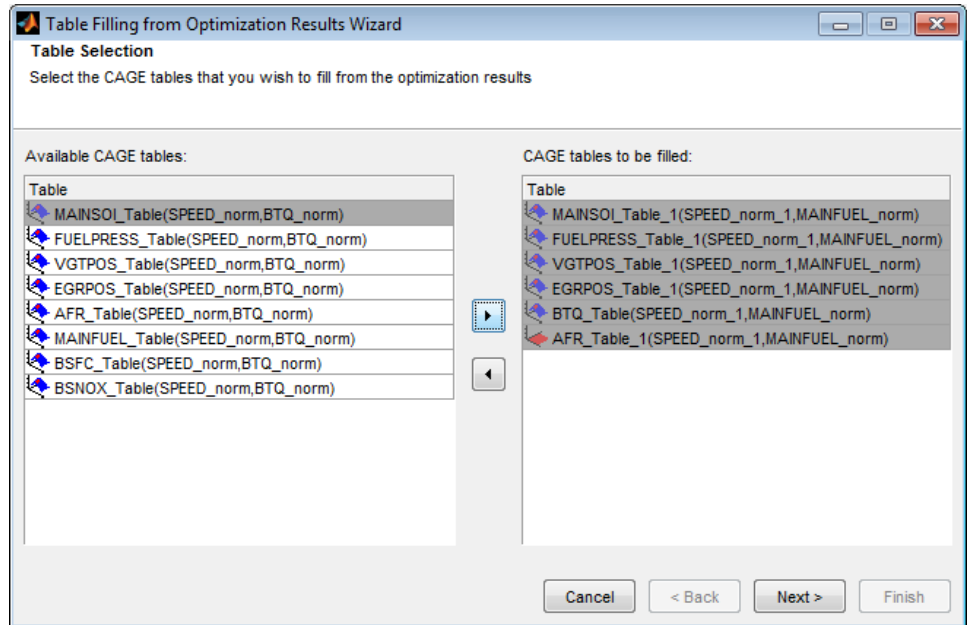 Table Filling from Optimization Results Wizard
Table Selection
Select the CAGE tables that you wish to fill from the optimization results
Available CAGE tables:
Table
MAINSOI_Table(SPEED_norm,BTQ_norm)
FUELPRESS_Table(SPEED_norm,BTQ_norm)
VGTPOS_Table(SPEED_norm,BTQ_norm)
EGRPOS_Table(SPEED_norm,BTQ_norm)
AFR_Table(SPEED_norm,BTQ_norm)
MAINFUEL_Table(SPEED_norm,BTQ_norm)
BSFC_Table(SPEED_norm,BTQ_norm)
BSNOX_Table(SPEED_norm,BTQ_norm)
CAGE tables to be filled:
Table
MAINSOI_Table_1(SPEED_norm_1,MAINFUEL_norm)
FUELPRESS_Table_1(SPEED_norm_1,MAINFUEL_norm)
VGTPOS_Table_1(SPEED_norm_1,MAINFUEL_norm)
EGRPOS_Table_1(SPEED_norm_1,MAINFUEL_norm)
BTQ_Table(SPEED_norm_1,MAINFUEL_norm)
AFR_Table_1(SPEED_norm_1,MAINFUEL_norm)
Cancel
< Back
Next >
Finish